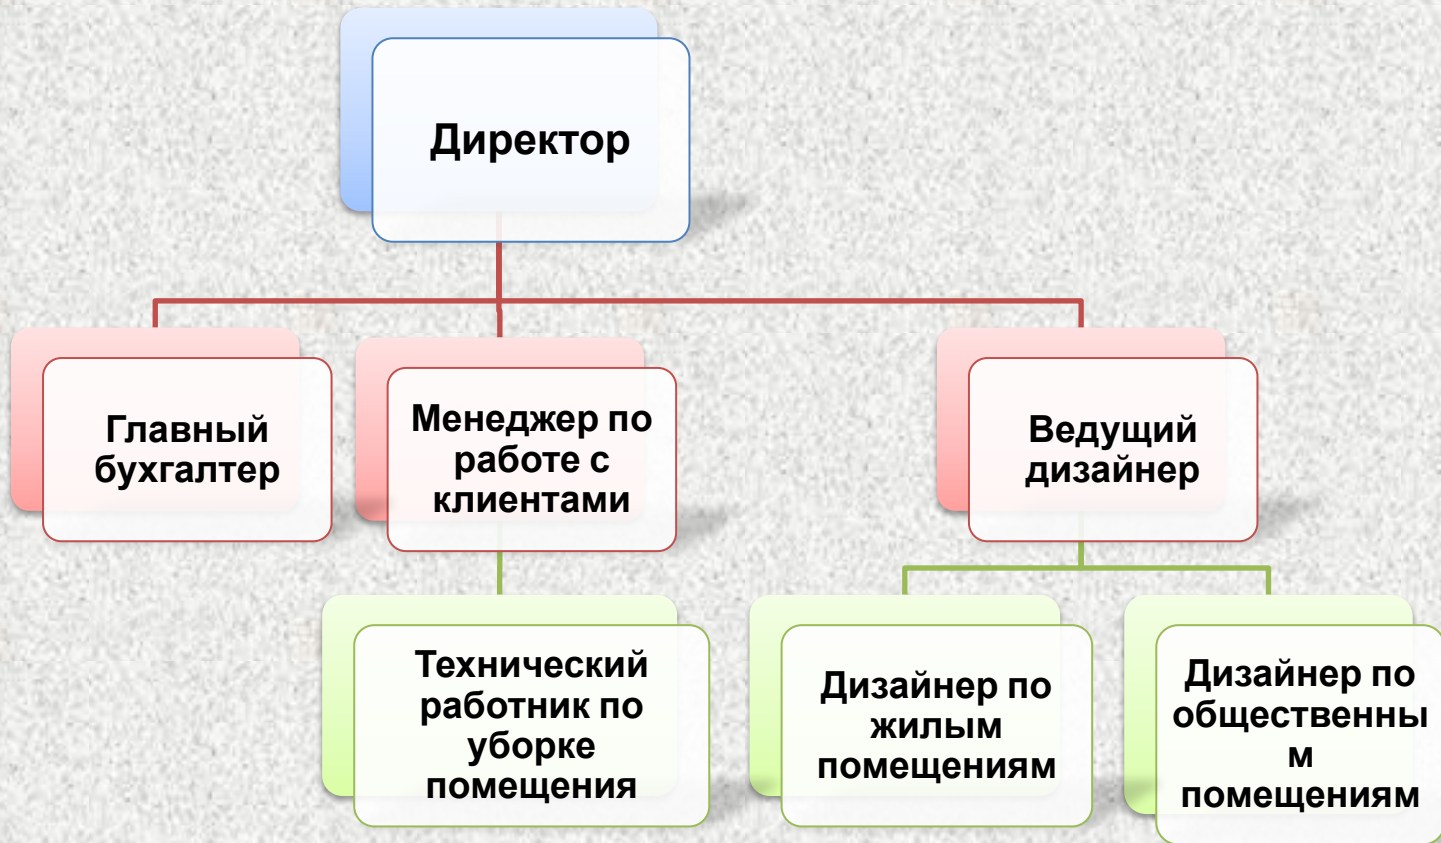 Директор
Главный
бухгалтер
Менеджер по
работе с
клиентами
Ведущий
дизайнер
Технический
работник по
уборке
помещения
Дизайнер по
жилым
помещениям
Дизайнер по
общественны
м
помещениям